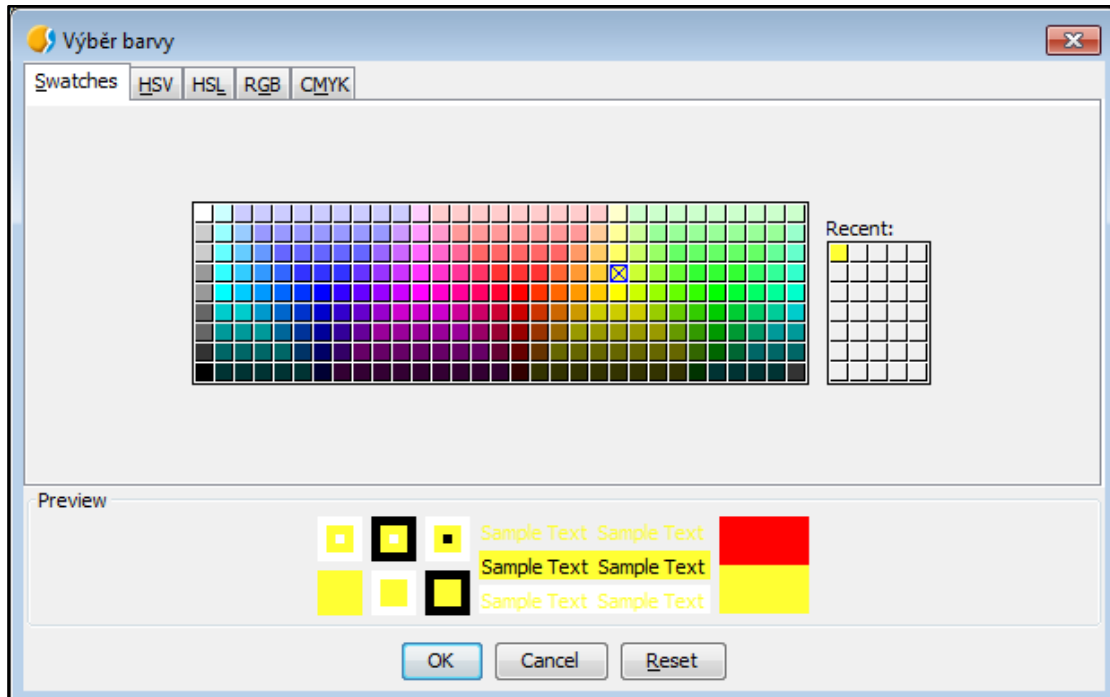 Výběr barvy
Swatches HSV HSL RGB CMYK
Recent:
Preview
Sample Text Sample Text
Sample Text Sample Text
Sample Text Sample Text
OK Cancel Reset